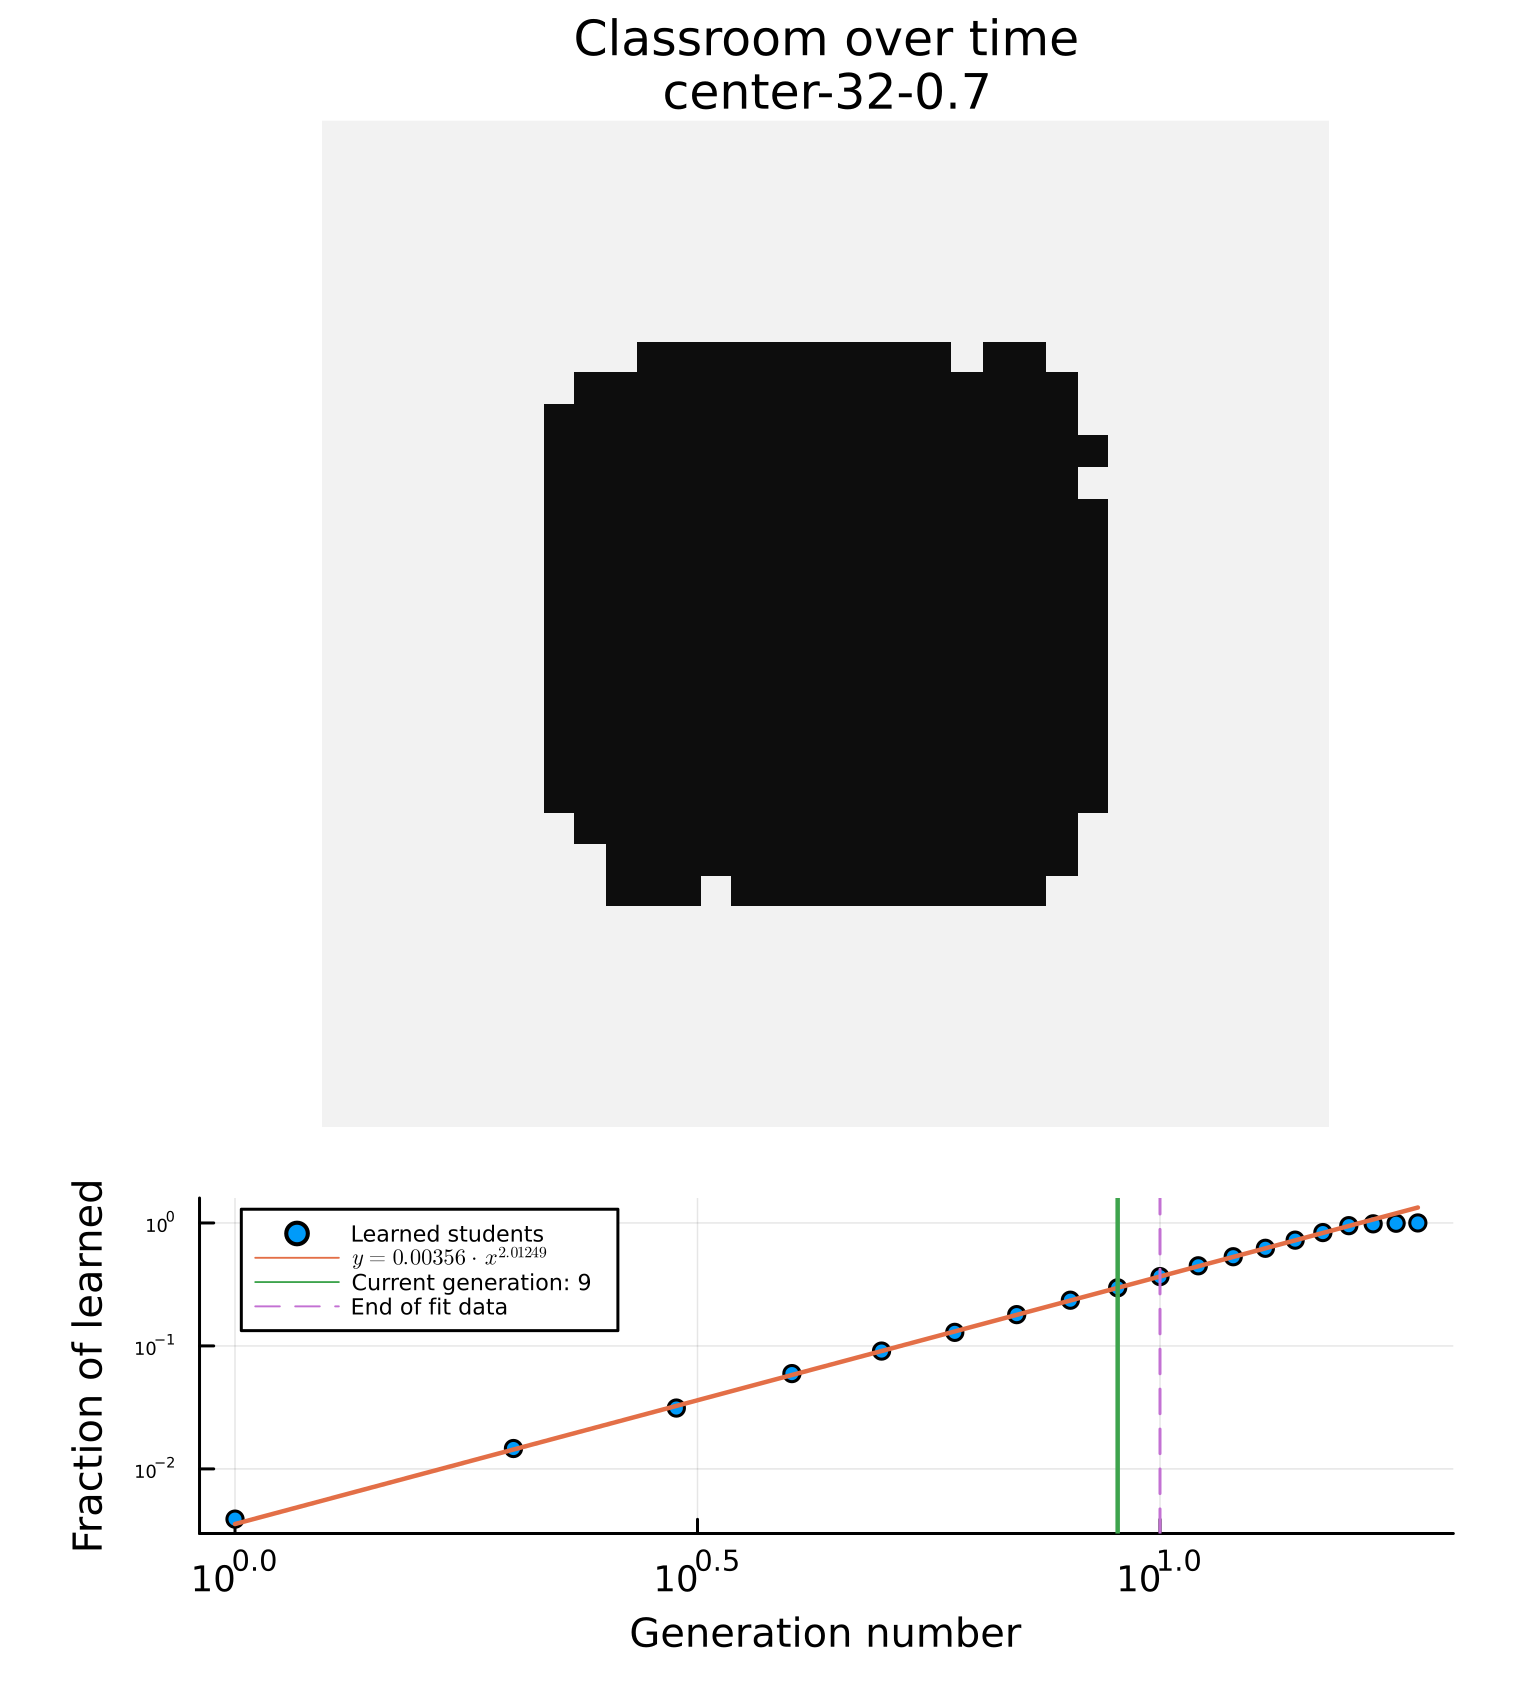 Classroom over time
center-32-0.7
Fraction of learned
10⁰
10⁻¹
10⁻²
Learned students
y = 0.00356 · x^2.01249
Current generation: 9
End of fit data
10^0.0
10^0.5
10^1.0
Generation number